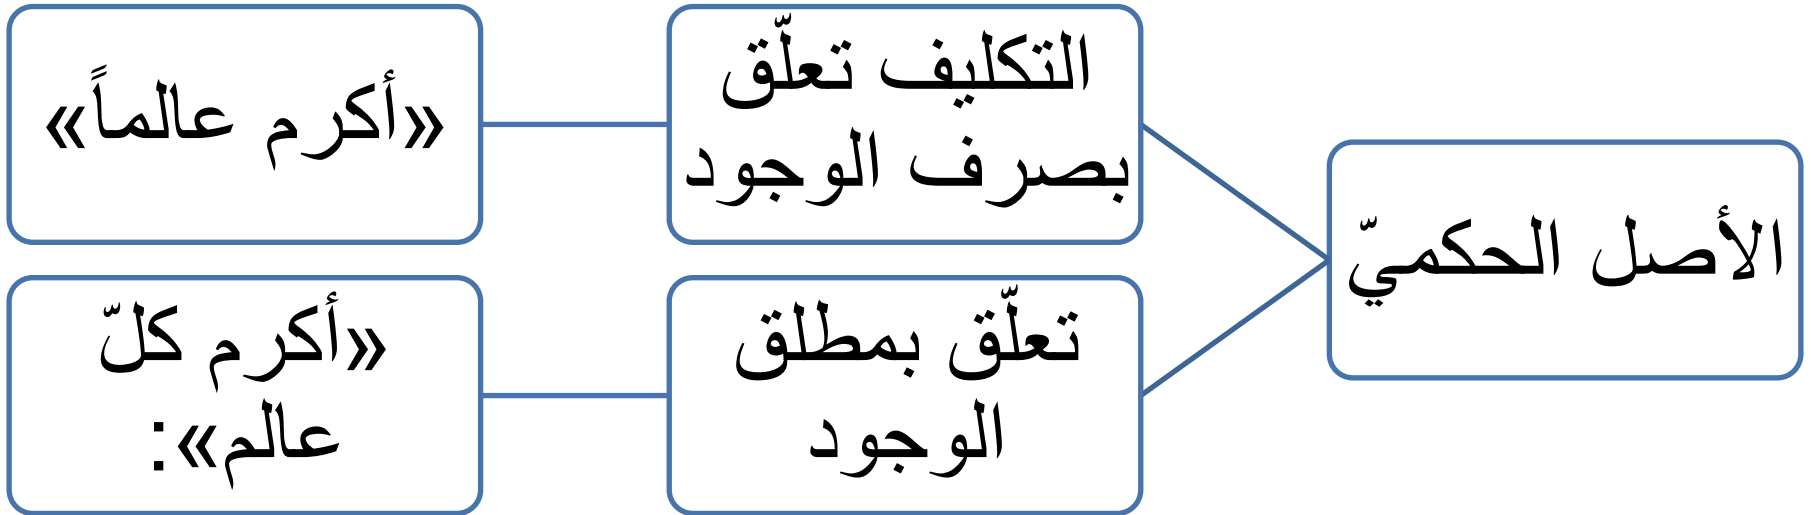 الأصل الحكميّ
التكليف تعلّق
بصرف الوجود
«أكرم عالماً»
تعلّق بمطلق
الوجود
«أكرم كلّ
عالم»: